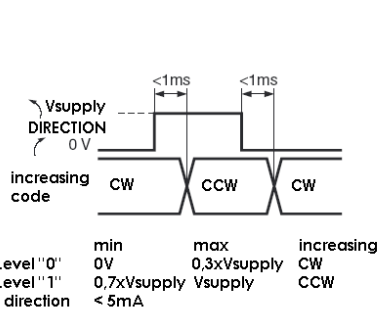 <1ms <1ms
Vsupply
DIRECTION
0 V
increasing
code
CW CCW CW
min max increasing
Level "0" 0V 0,3xVsupply CW
Level "1" 0,7xVsupply Vsupply CCW
direction < 5mA